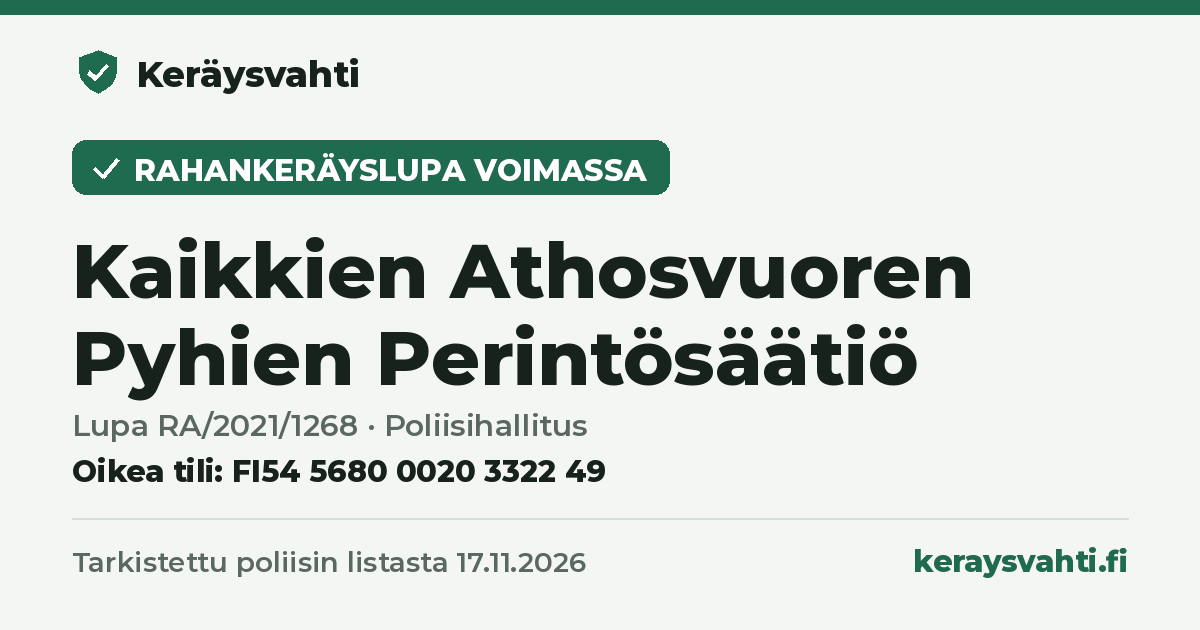 Keräysvahti
RAHANKERÄYSLUPA VOIMASSA
Kaikkien Athosvuoren
Pyhien Perintösäätiö
Lupa RA/2021/1268 · Poliisihallitus
Oikea tili: FI54 5680 0020 3322 49
Tarkistettu poliisin listasta 17.11.2026
keraysvahti.fi